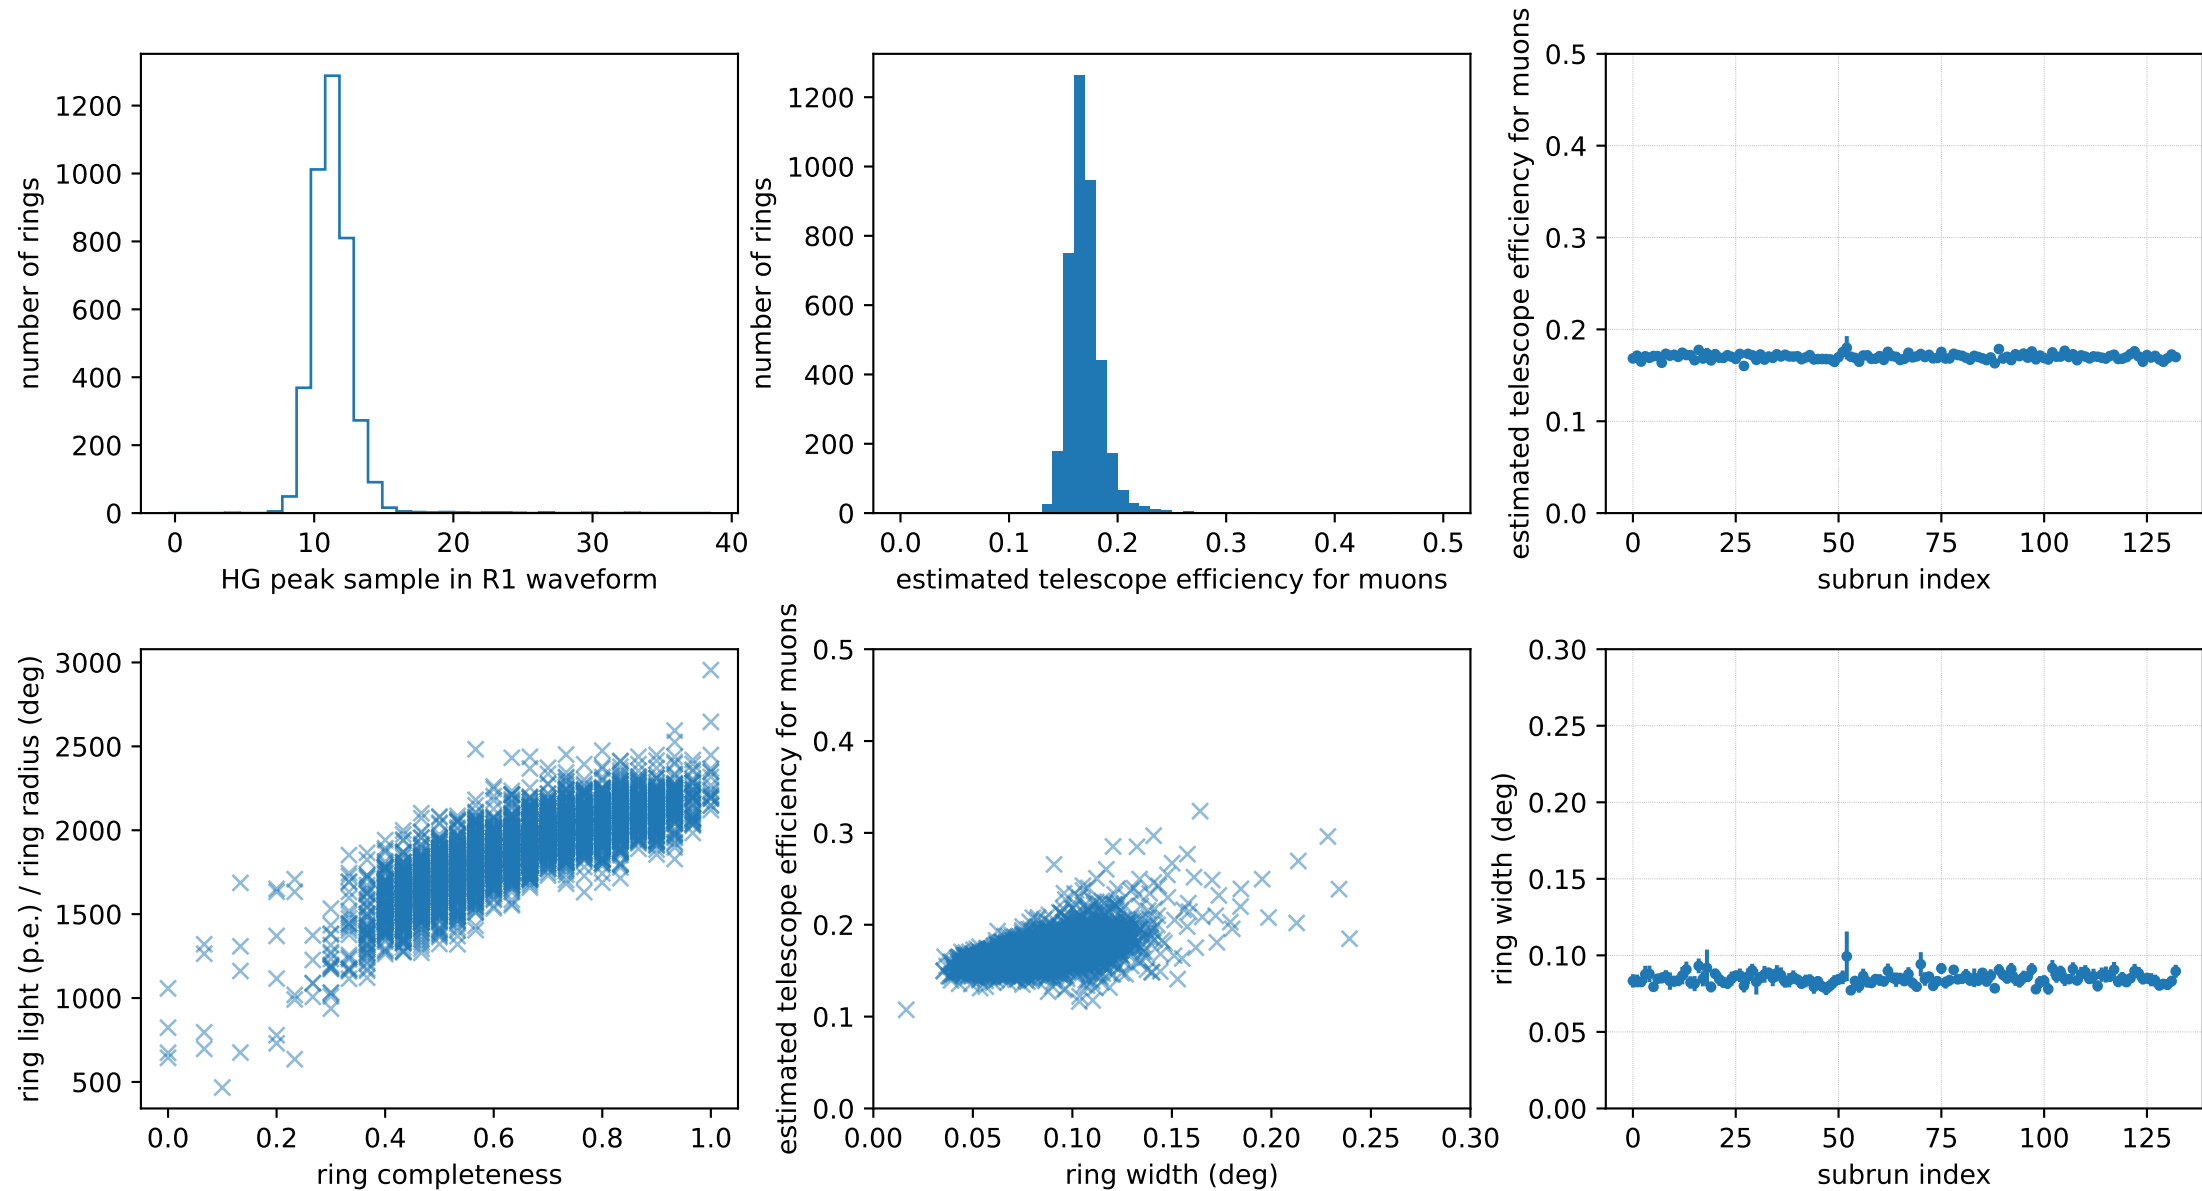 number of rings
1200
1000
800
600
400
200
0
0 10 20 30 40
HG peak sample in R1 waveform
number of rings
1200
1000
800
600
400
200
0
0.0 0.1 0.2 0.3 0.4 0.5
estimated telescope efficiency for muons
estimated telescope efficiency for muons
0.5
0.4
0.3
0.2
0.1
0.0
0 25 50 75 100 125
subrun index
ring light (p.e.) / ring radius (deg)
3000
2500
2000
1500
1000
500
0.0 0.2 0.4 0.6 0.8 1.0
ring completeness
estimated telescope efficiency for muons
0.5
0.4
0.3
0.2
0.1
0.0
0.00 0.05 0.10 0.15 0.20 0.25 0.30
ring width (deg)
ring width (deg)
0.30
0.25
0.20
0.15
0.10
0.05
0.00
0 25 50 75 100 125
subrun index